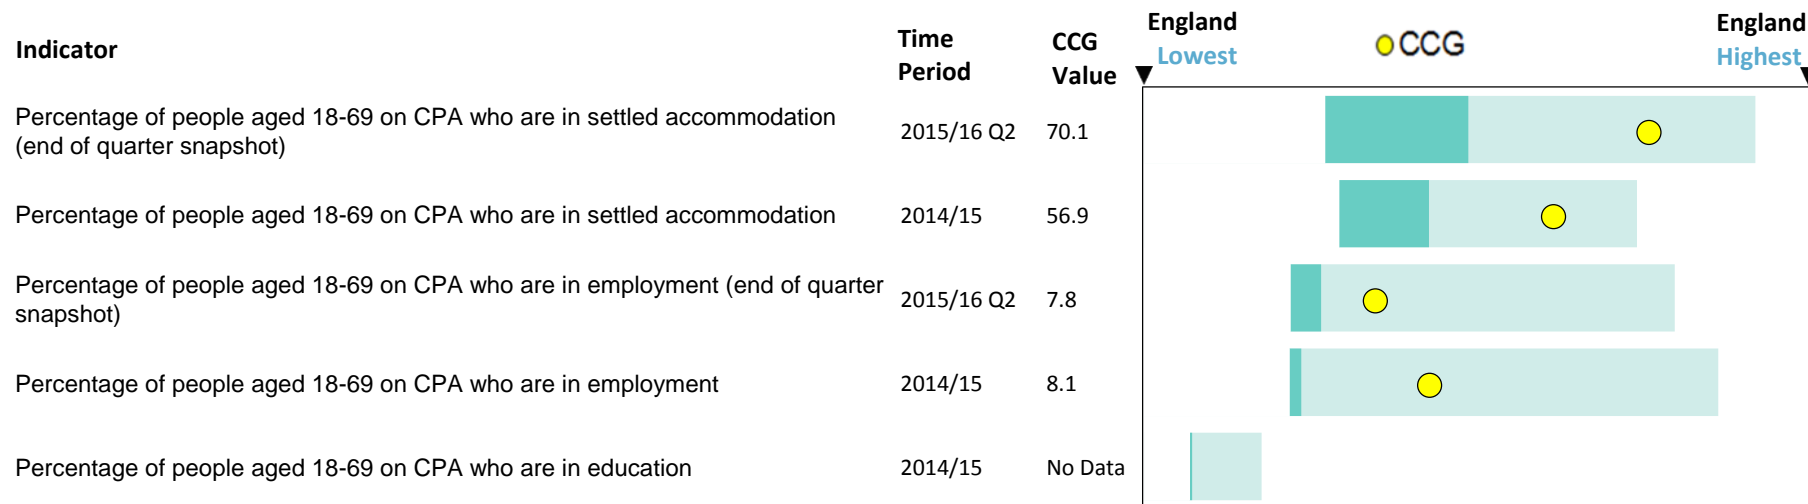 Indicator
Time Period
CCG Value
England Lowest
CCG
England Highest
Percentage of people aged 18-69 on CPA who are in settled accommodation
(end of quarter snapshot)
2015/16 Q2
70.1
Percentage of people aged 18-69 on CPA who are in settled accommodation
2014/15
56.9
Percentage of people aged 18-69 on CPA who are in employment (end of quarter
snapshot)
2015/16 Q2
7.8
Percentage of people aged 18-69 on CPA who are in employment
2014/15
8.1
Percentage of people aged 18-69 on CPA who are in education
2014/15
No Data